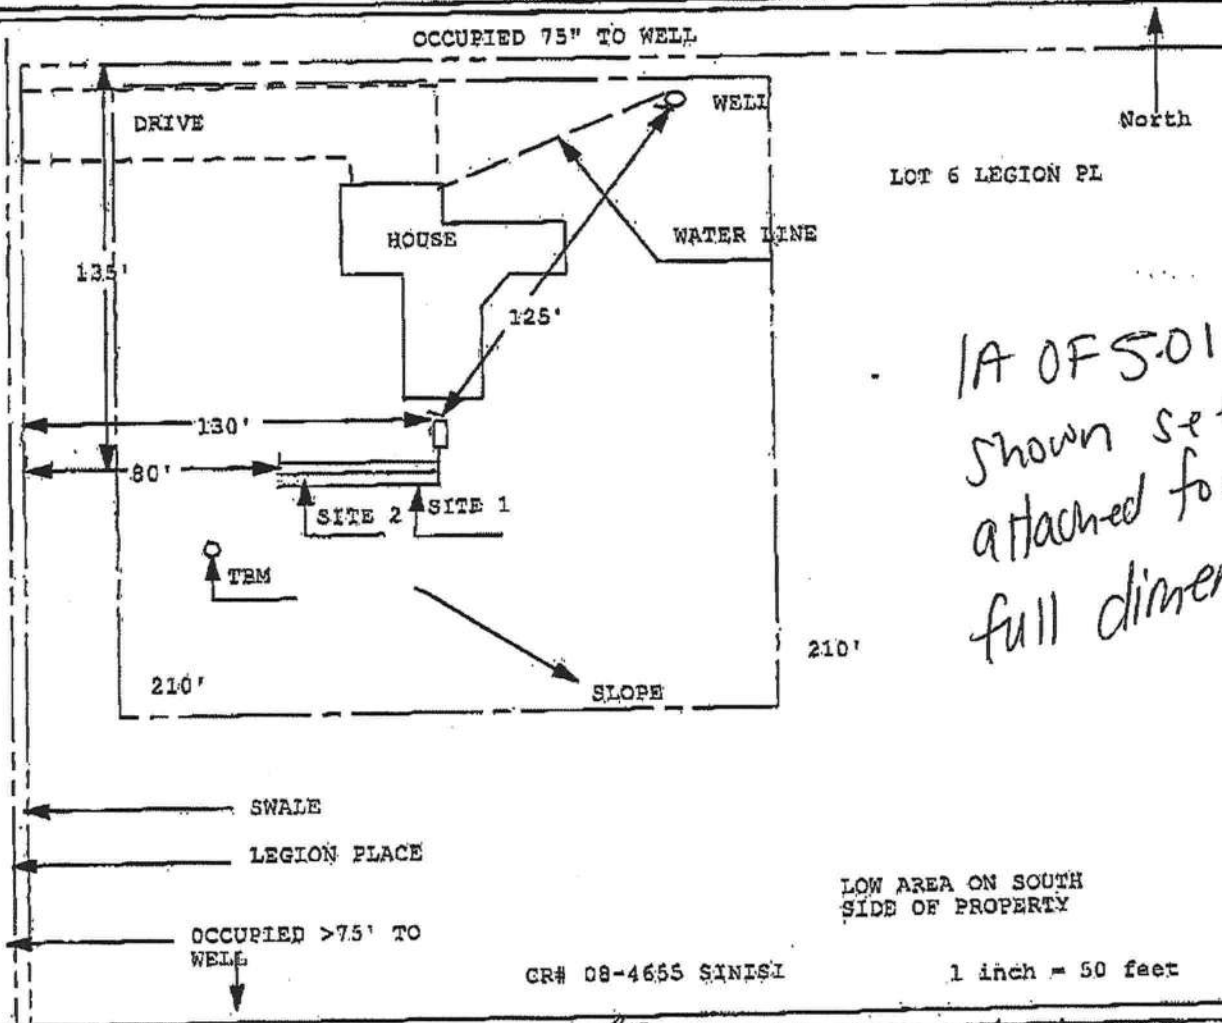 OCCUPIED 75" TO WELL
North
DRIVE
WELL
LOT 6 LEGION PL
HOUSE
WATER LINE
135'
125'
1A OF 5.01
shown
attached
full
130'
80'
SITE 2
SITE 1
TBM
210'
210'
SLOPE
SWALE
LEGION PLACE
LOW AREA ON SOUTH
SIDE OF PROPERTY
OCCUPIED >75' TO
WELL
CR# 08-4655 SINISI
1 inch = 50 feet